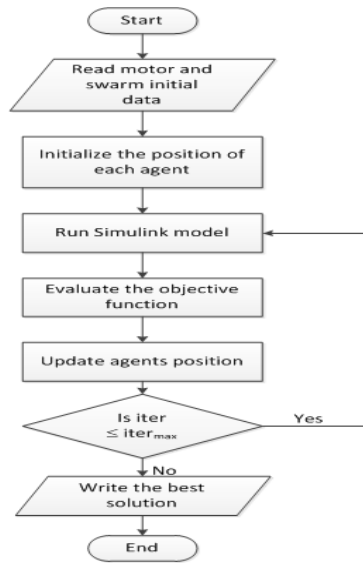 Start
Read motor and
swarm initial
data
Initialize the position of
each agent
Run Simulink model
Evaluate the objective
function
Update agents position
Is iter
≤ itermax
Yes
No
Write the best
solution
End